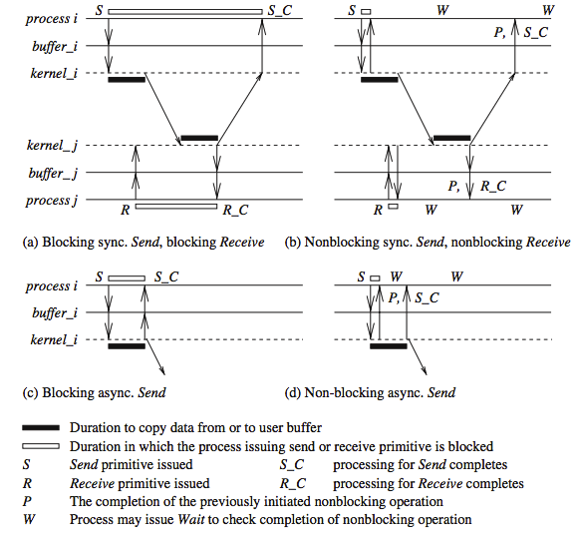 S S_C S W W
process i
P, S_C
buffer_i
kernel_i
kernel_j
buffer_j
P, R_C
process j
R R_C R W W
(a) Blocking sync. Send, blocking Receive (b) Nonblocking sync. Send, nonblocking Receive
S S_C S W W
process i
P, S_C
buffer_i
kernel_i
(c) Blocking async. Send (d) Non-blocking async. Send
Duration to copy data from or to user buffer
Duration in which the process issuing send or receive primitive is blocked
S Send primitive issued S_C processing for Send completes
R Receive primitive issued R_C processing for Receive completes
P The completion of the previously initiated nonblocking operation
W Process may issue Wait to check completion of nonblocking operation